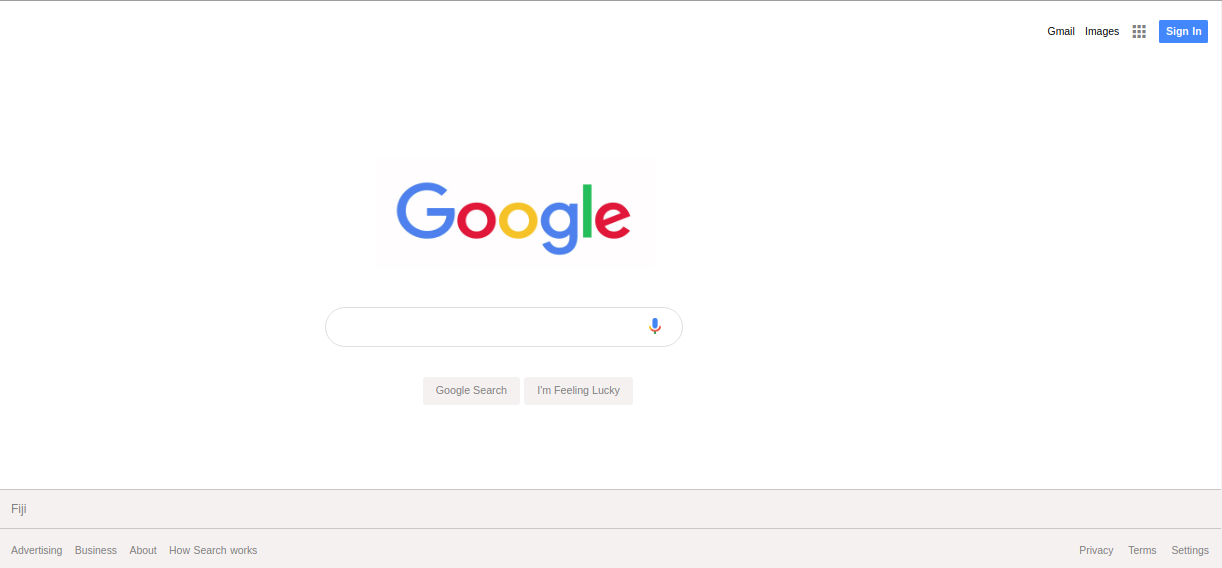 Gmail Images Sign In
Google
Google Search I'm Feeling Lucky
Fiji
Advertising Business About How Search works Privacy Terms Settings